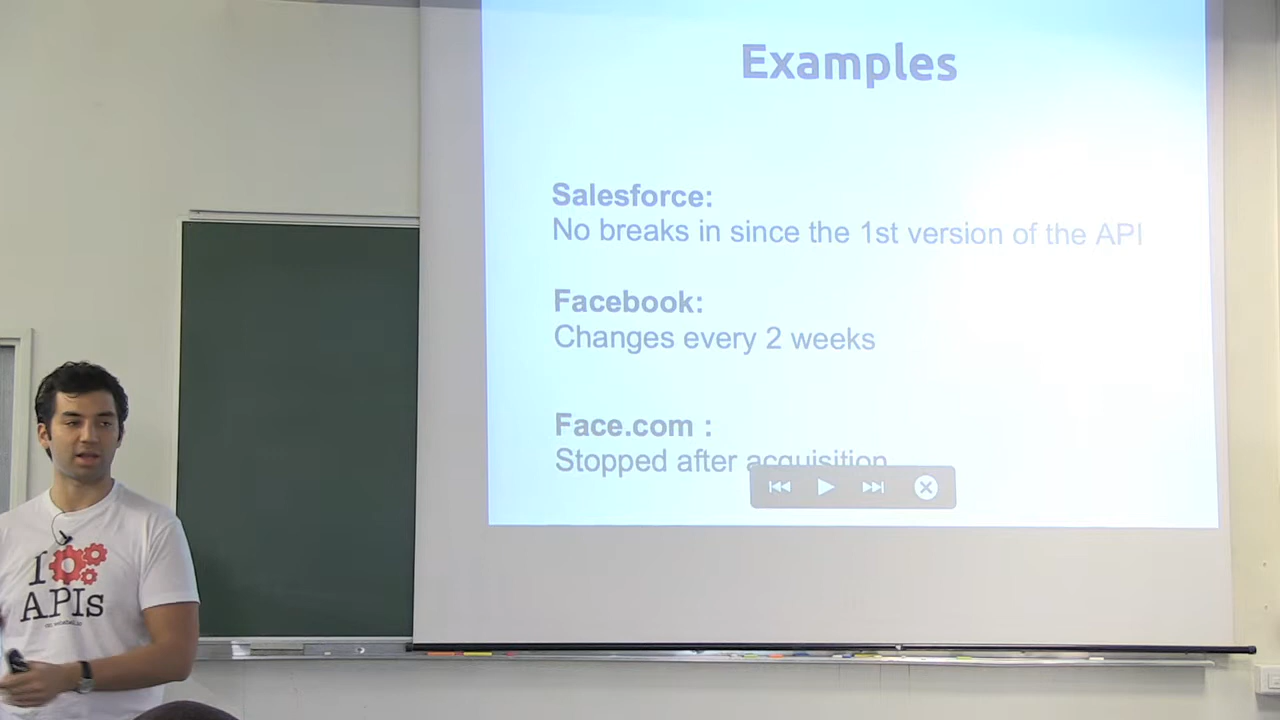 Examples
Salesforce:
No breaks in since the 1st version of the API
Facebook:
Changes every 2 weeks
Face.com :
Stopped after acquisition
I
APIs